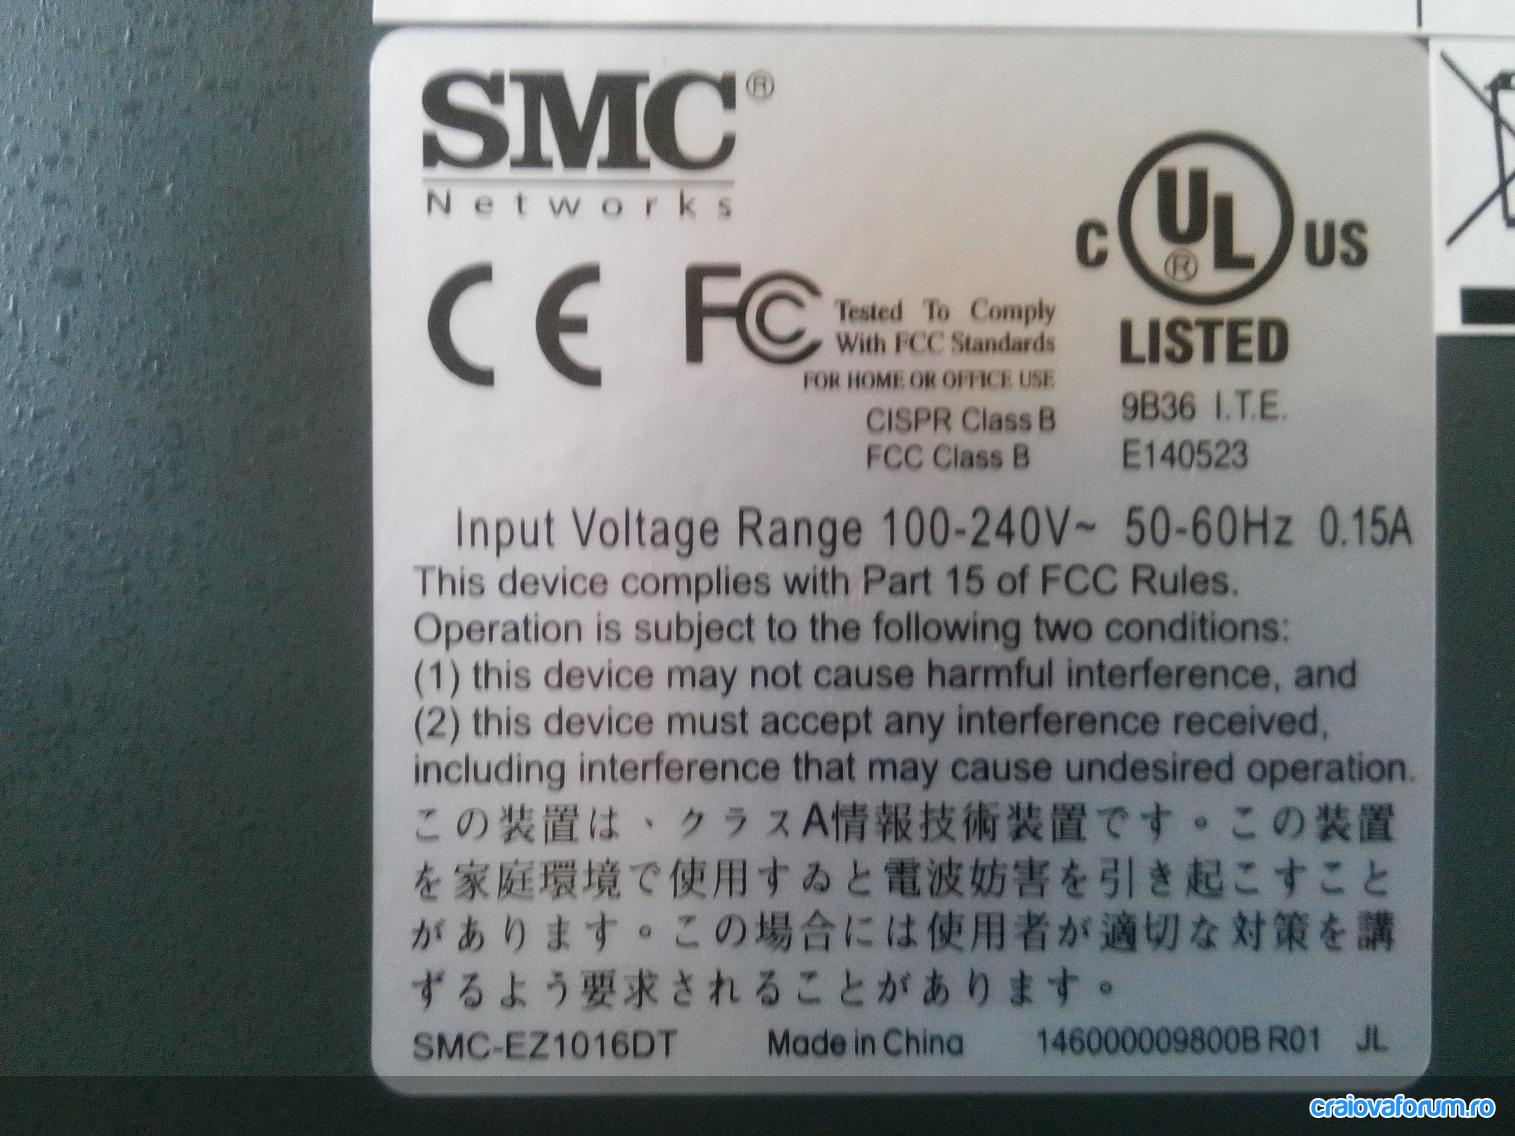 SMC®
Networks
CE FC Tested To Comply
With FCC Standards
FOR HOME OR OFFICE USE
CISPR Class B
FCC Class B
C UL® US
LISTED
9B36 I.T.E.
E140523
Input Voltage Range 100-240V~ 50-60Hz 0.15A
This device complies with Part 15 of FCC Rules.
Operation is subject to the following two conditions:
(1) this device may not cause harmful interference, and
(2) this device must accept any interference received,
including interference that may cause undesired operation.
この装置は、クラスA情報技術装置です。この装置
を家庭環境で使用すゐと電波妨害を引き起こすこと
があります。この場合には使用者が適切な対策を講
ずるよう要求されることがあります。
SMC-EZ1016DT Made in China 146000009800B R01 JL
craiovaforum.ro